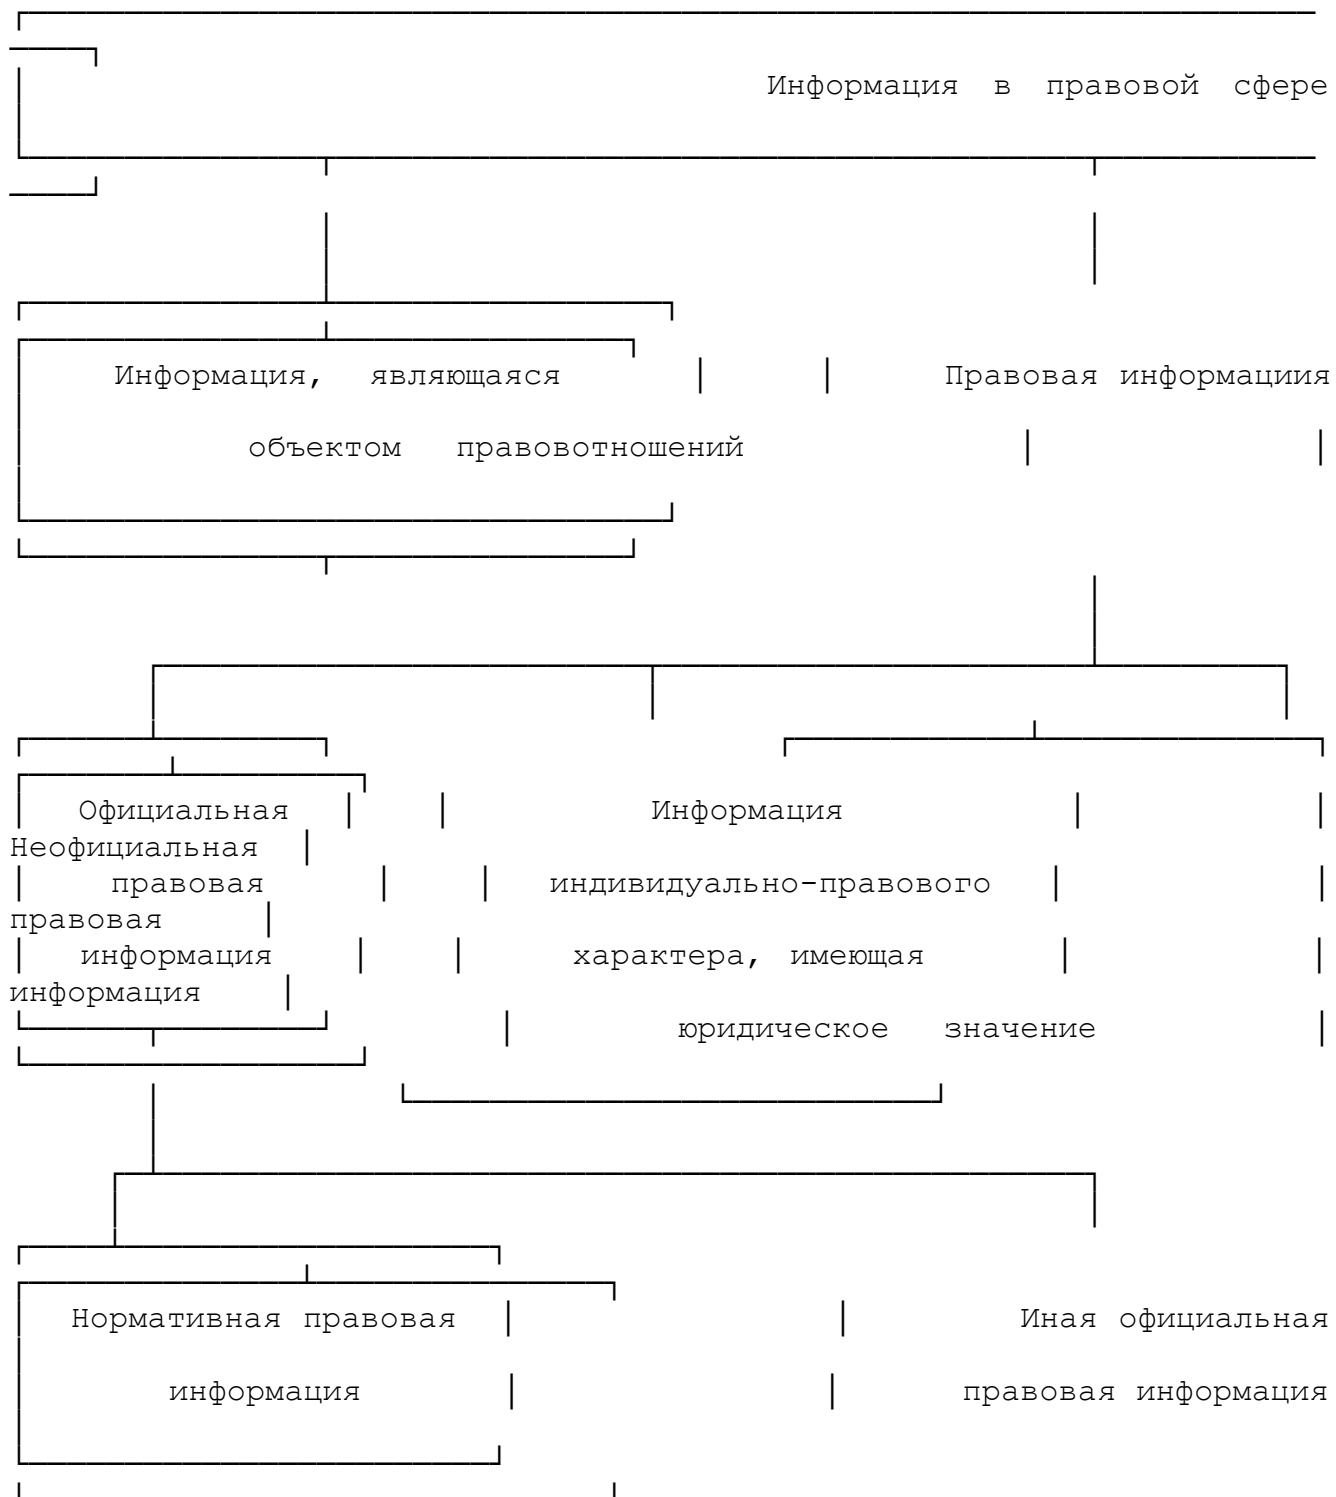 Информация в правовой сфере
Информация, являющаяся Правовая информациия
объектом правовотношений
Официальная Информация
Неофициальная
правовая индивидуально-правового
правовая
информация характера, имеющая
информация
юридическое значение
Нормативная правовая Иная официальная
информация правовая информация